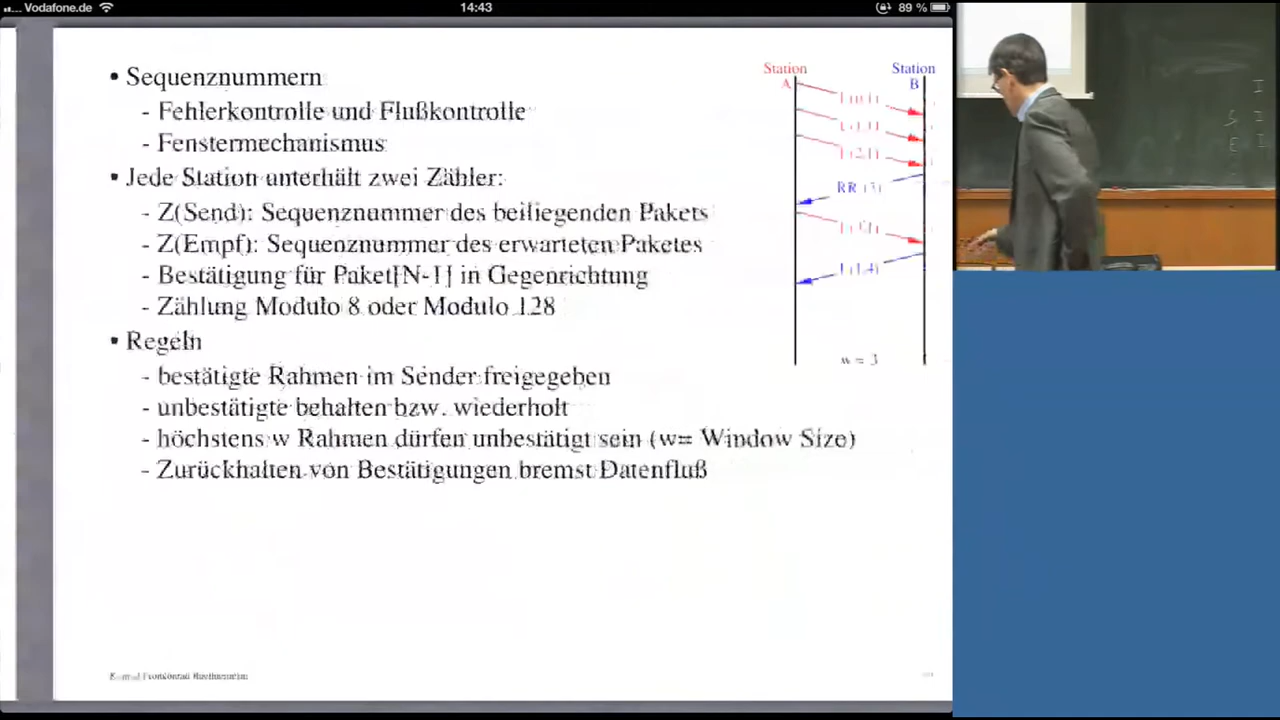 Vodafone.de
14:43
89 %
• Sequenznummern
- Fehlerkontrolle und Flußkontrolle
- Fenstermechanismus
• Jede Station unterhält zwei Zähler:
- Z(Send): Sequenznummer des beiliegenden Pakets
- Z(Empf): Sequenznummer des erwarteten Paketes
- Bestätigung für Paket[N-1] in Gegenrichtung
- Zählung Modulo 8 oder Modulo 128
• Regeln
- bestätigte Rahmen im Sender freigegeben
- unbestätigte behalten bzw. wiederholt
- höchstens w Rahmen dürfen unbestätigt sein (w= Window Size)
- Zurückhalten von Bestätigungen bremst Datenfluß
Station A
Station B
RR (3)
I (1,4)
w = 3